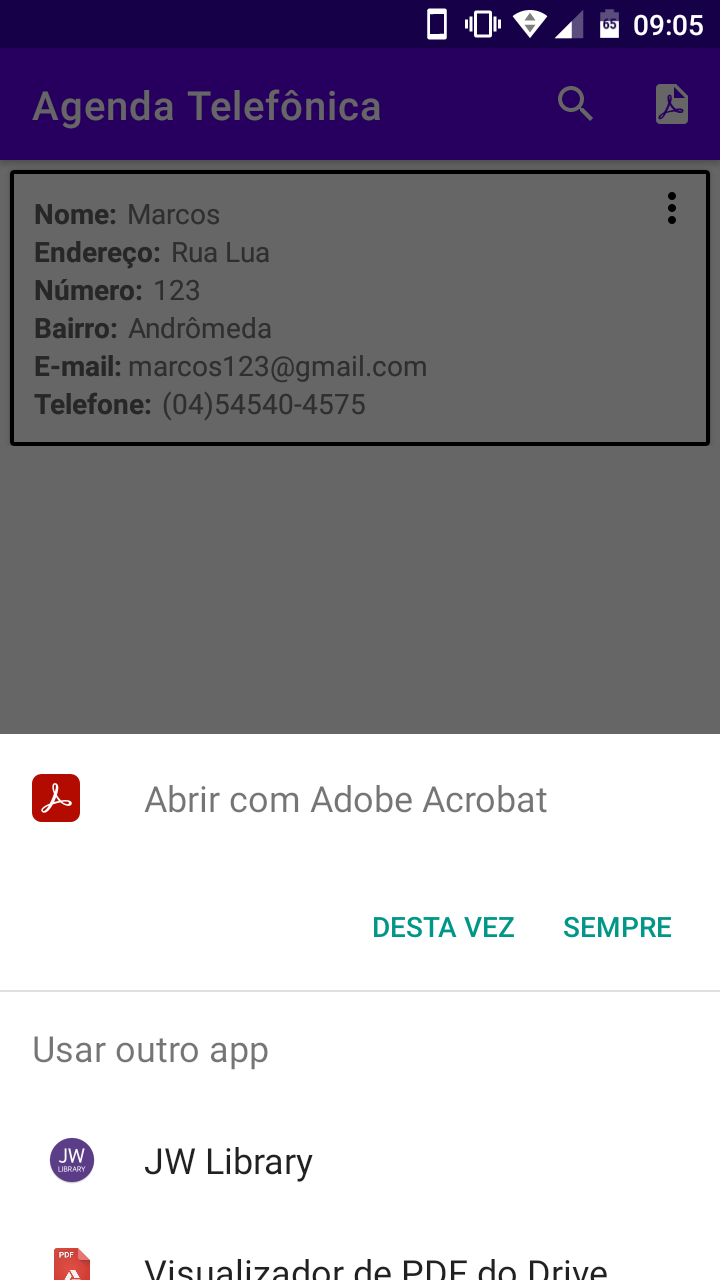 65 09:05
Agenda Telefônica
Nome: Marcos
Endereço: Rua Lua
Número: 123
Bairro: Andrômeda
E-mail: marcos123@gmail.com
Telefone: (04)54540-4575
Abrir com Adobe Acrobat
DESTA VEZ SEMPRE
Usar outro app
JW LIBRARY
JW Library
PDF
Visualizador de PDF do Drive